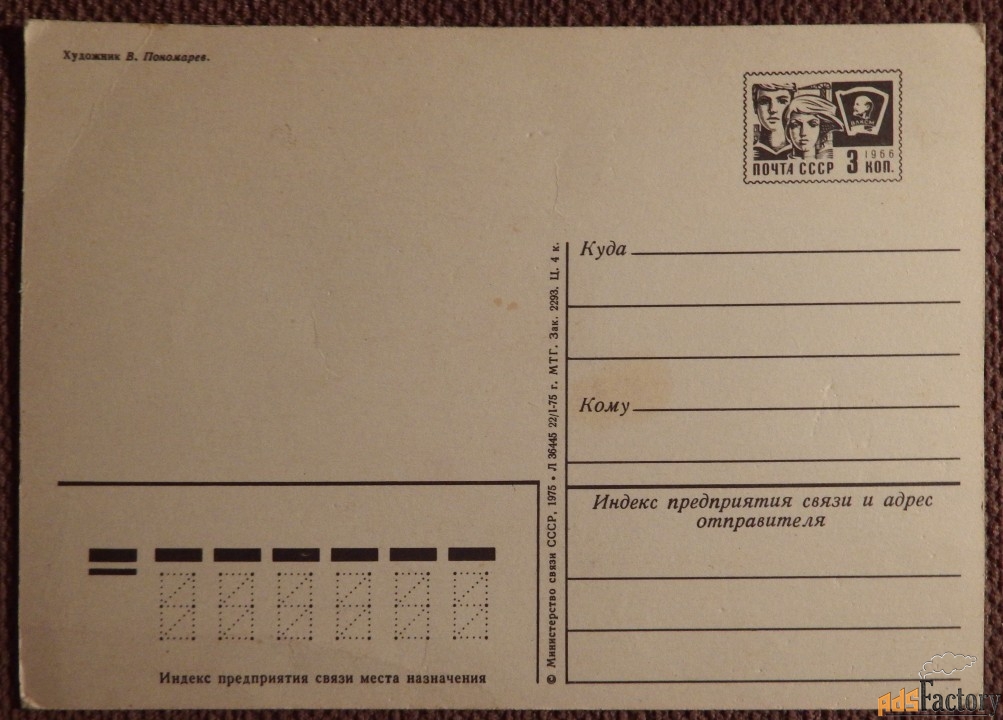 Художник В. Пономарев.
ВЛКСМ
1966
ПОЧТА СССР 3 КОП.
Куда
Кому
© Министерство связи СССР, 1975 • Л 36445 22/1-75 г. МТГ. Зак. 2293. Ц. 4 к.
Индекс предприятия связи и адрес
отправителя
Индекс предприятия связи места назначения
AdsFactory